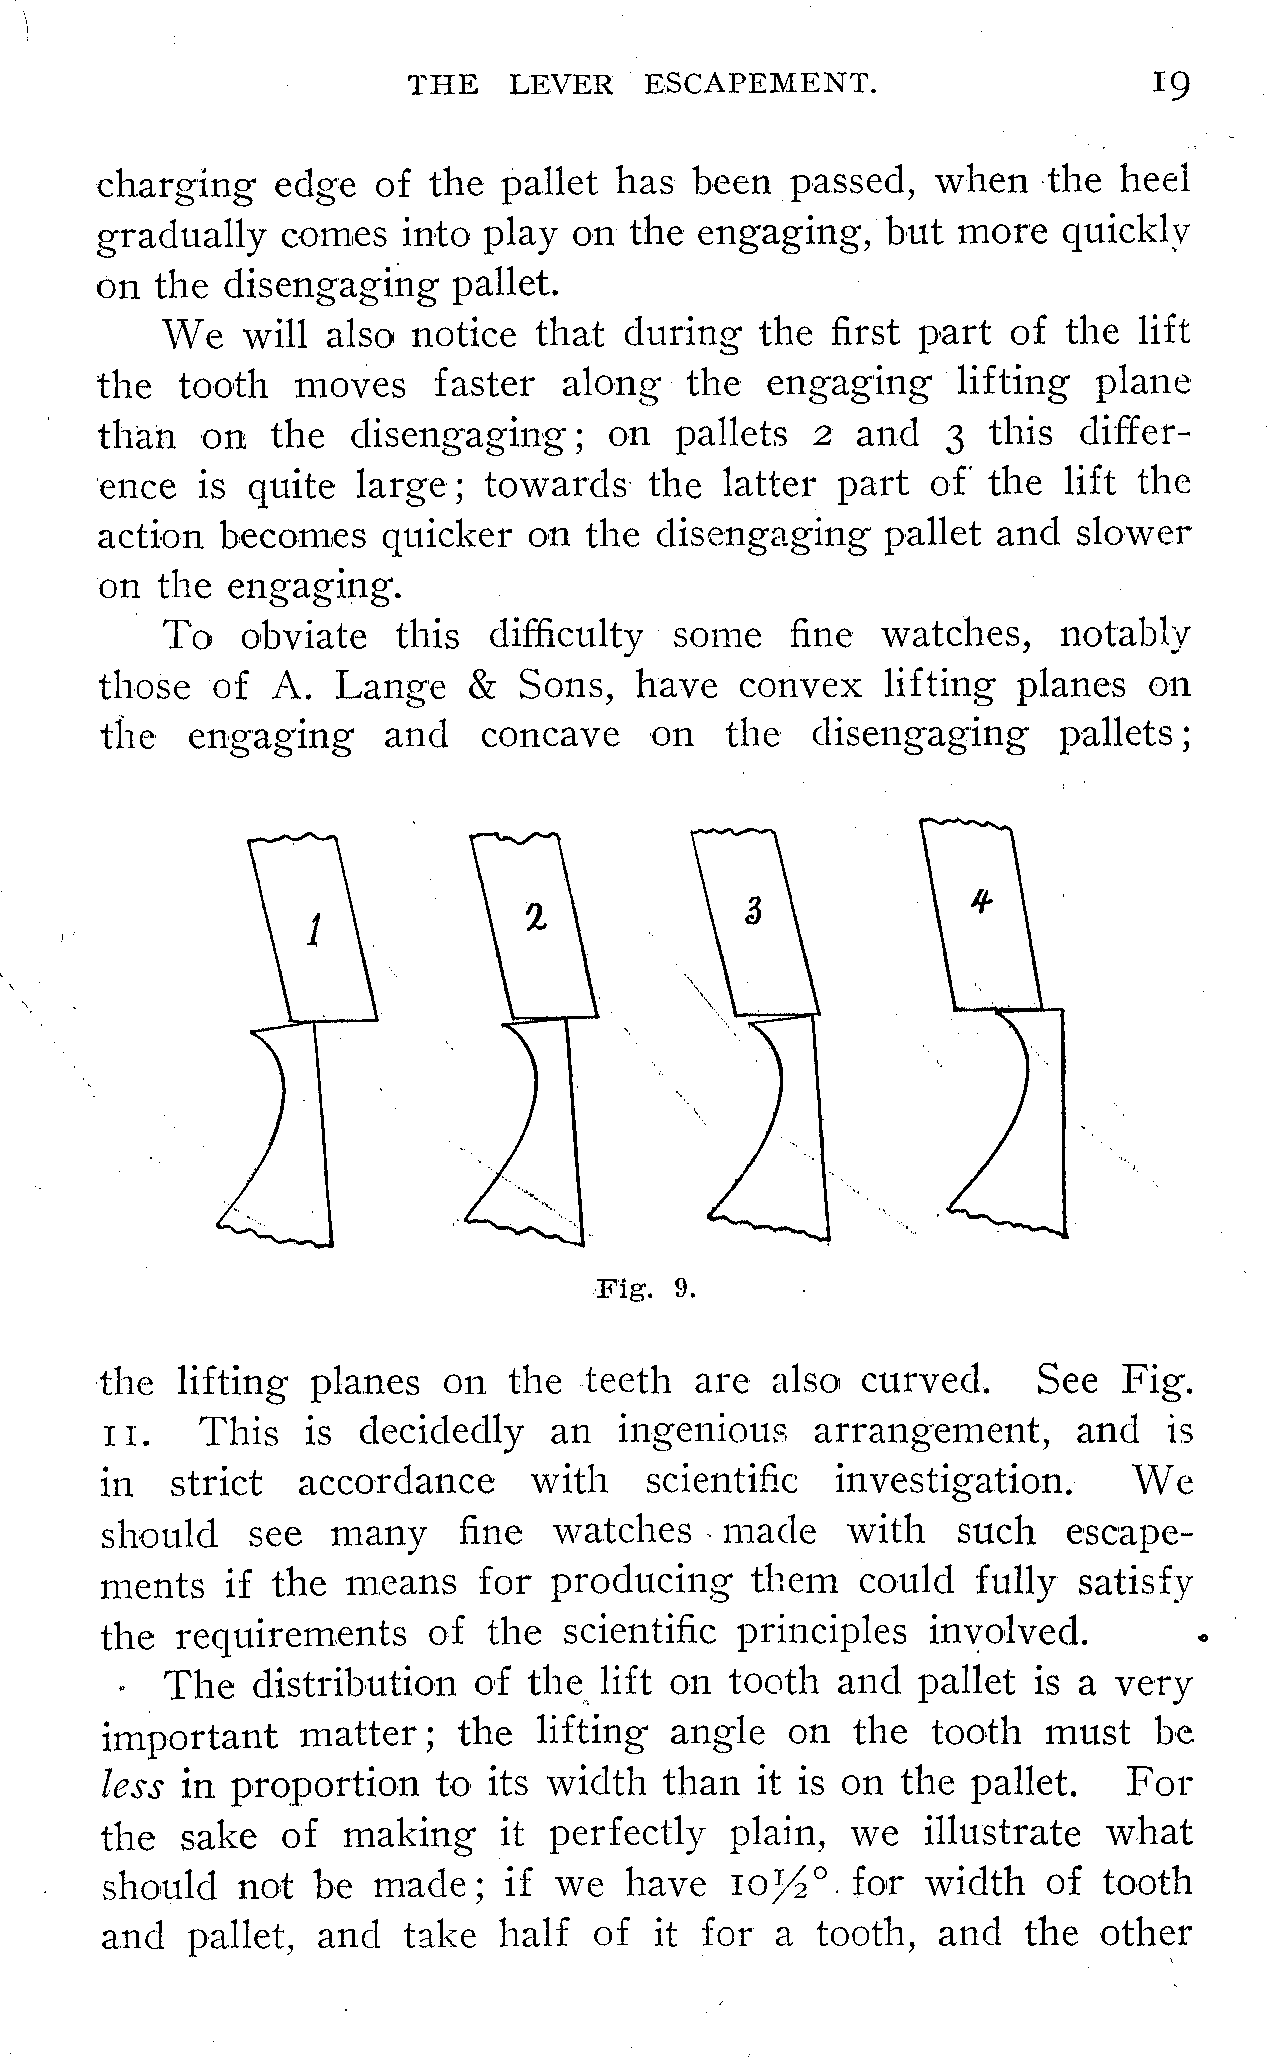 THE LEVER ESCAPEMENT. 19
charging edge of the pallet has been passed, when the heel
gradually comes into play on the engaging, but more quickly
on the disengaging pallet.
We will also notice that during the first part of the lift
the tooth moves faster along the engaging lifting plane
than on the disengaging; on pallets 2 and 3 this differ-
ence is quite large; towards the latter part of the lift the
action becomes quicker on the disengaging pallet and slower
on the engaging.
To obviate this difficulty some fine watches, notably
those of A. Lange & Sons, have convex lifting planes on
the engaging and concave on the disengaging pallets;
1 2 3 4
Fig. 9.
the lifting planes on the teeth are also curved. See Fig.
11. This is decidedly an ingenious arrangement, and is
in strict accordance with scientific investigation. We
should see many fine watches made with such escape-
ments if the means for producing them could fully satisfy
the requirements of the scientific principles involved.
The distribution of the lift on tooth and pallet is a very
important matter; the lifting angle on the tooth must be
less in proportion to its width than it is on the pallet. For
the sake of making it perfectly plain, we illustrate what
should not be made; if we have 10½° for width of tooth
and pallet, and take half of it for a tooth, and the other